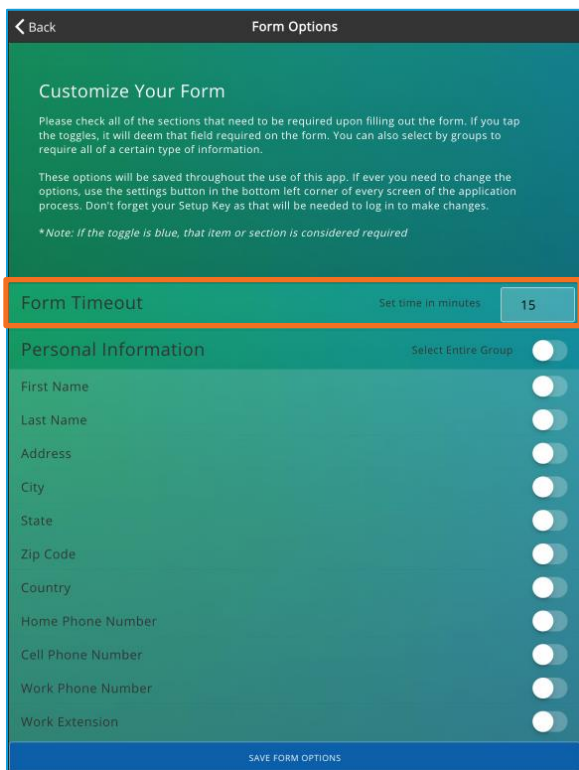 Back
Form Options
Customize Your Form
Please check all of the sections that need to be required upon filling out the form. If you tap
the toggles, it will deem that field required on the form. You can also select by groups to
require all of a certain type of information.
These options will be saved throughout the use of this app. If ever you need to change the
options, use the settings button in the bottom left corner of every screen of the application
process. Don't forget your Setup Key as that will be needed to log in to make changes.
*Note: If the toggle is blue, that item or section is considered required
Form Timeout Set time in minutes 15
Personal Information Select Entire Group
First Name
Last Name
Address
City
State
Zip Code
Country
Home Phone Number
Cell Phone Number
Work Phone Number
Work Extension
SAVE FORM OPTIONS